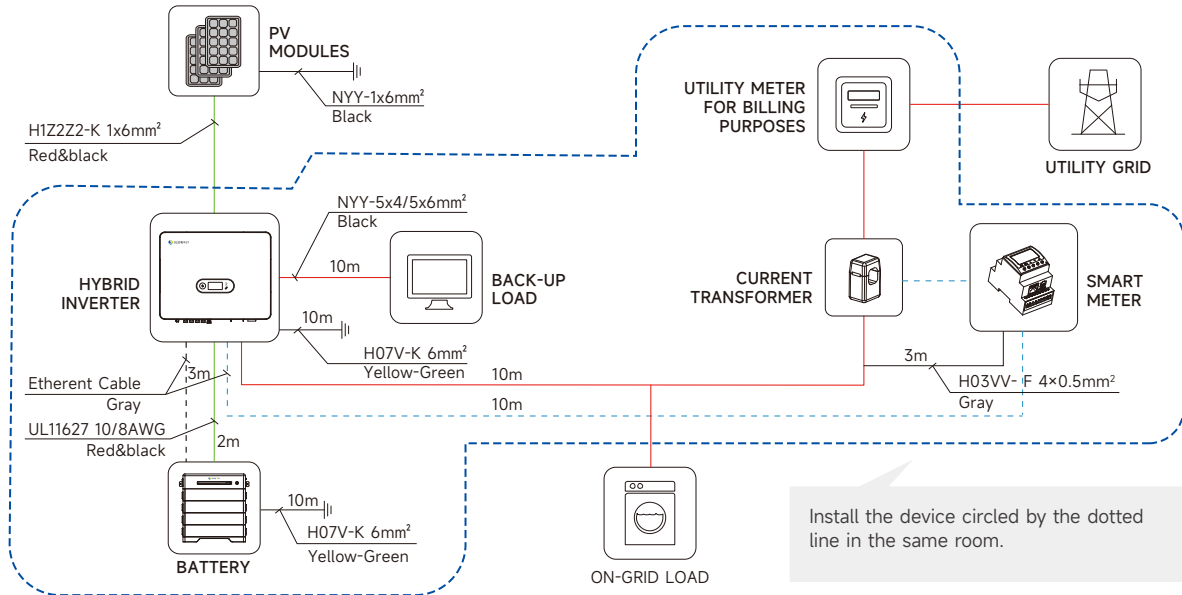 PV
MODULES
NYY-1x6mm²
Black
H1Z2Z2-K 1x6mm²
Red&black
UTILITY METER
FOR BILLING
PURPOSES
UTILITY GRID
NYY-5x4/5x6mm²
Black
10m
HYBRID
INVERTER
BACK-UP
LOAD
CURRENT
TRANSFORMER
SMART
METER
10m
H07V-K 6mm²
Yellow-Green
3m
H03VV- F 4×0.5mm²
Gray
10m
10m
Etherent Cable
Gray
3m
UL11627 10/8AWG
Red&black
2m
10m
H07V-K 6mm²
Yellow-Green
BATTERY
ON-GRID LOAD
Install the device circled by the dotted
line in the same room.